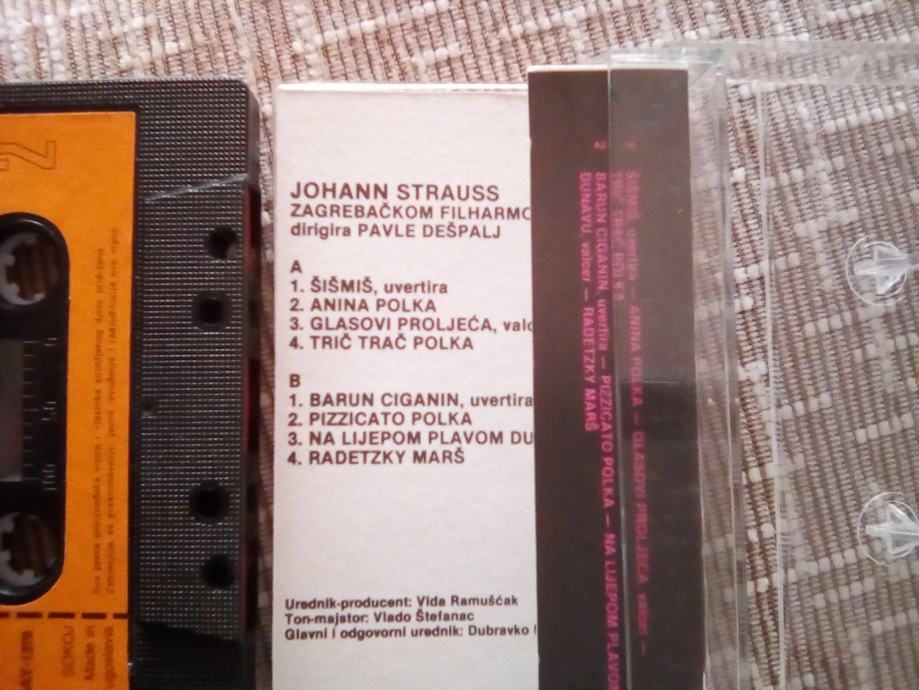 JOHANN STRAUSS
ZAGREBAČKOM FILHARMO
dirigira PAVLE DEŠPALJ
A
1. ŠIŠMIŠ, uvertira
2. ANINA POLKA
3. GLASOVI PROLJEĆA, valc
4. TRIČ TRAČ POLKA
B
1. BARUN CIGANIN, uvertira
2. PIZZICATO POLKA
3. NA LIJEPOM PLAVOM DU
4. RADETZKY MARŠ
Urednik-producent: Vida Ramušćak
Ton-majstor: Vlado Štefanac
Glavni i odgovorni urednik: Dubravko
1 ŠIŠMIŠ, uvertira — ANINA POLKA — GLASOVI PROLJEĆA, valcer —
TRIČ TRAČ POLKA
2 BARUN CIGANIN, uvertira — PIZZICATO POLKA — NA LIJEPOM PLAVOM
DUNAVU, valcer — RADETZKY MARŠ
SOKOJ
Made in